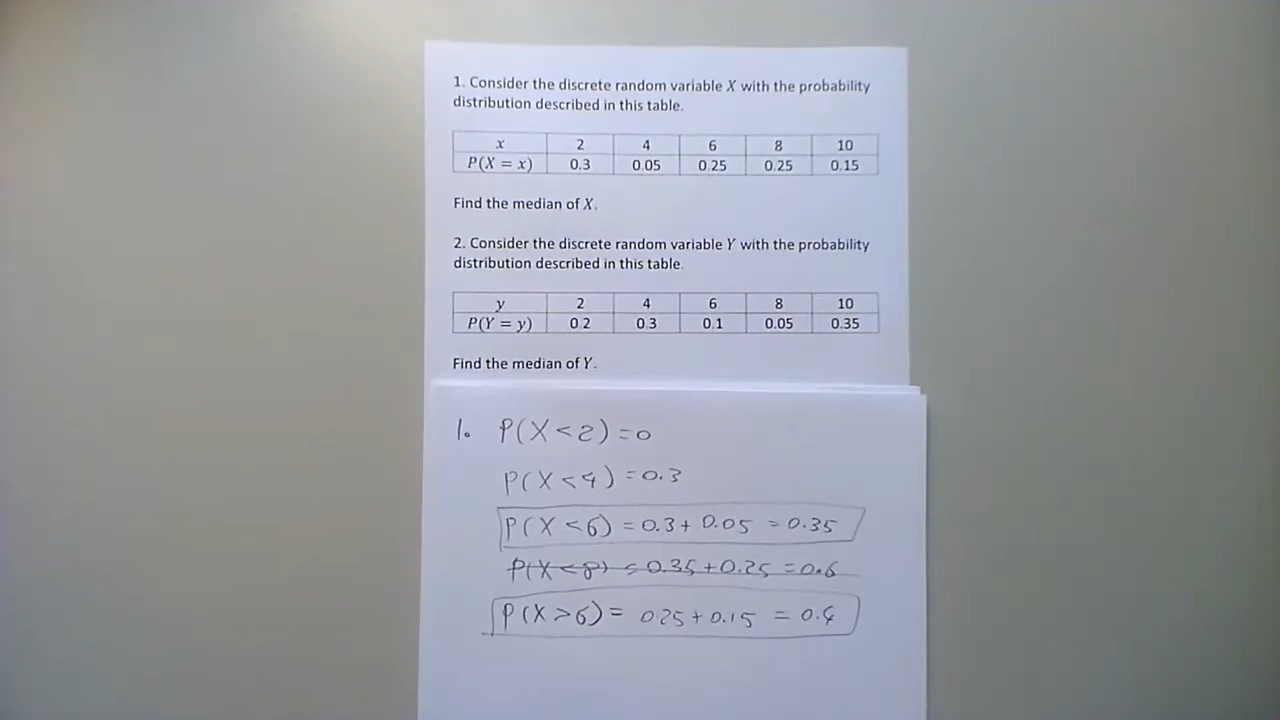 1. Consider the discrete random variable X with the probability
distribution described in this table.
x 2 4 6 8 10
P(X = x) 0.3 0.05 0.25 0.25 0.15
Find the median of X.
2. Consider the discrete random variable Y with the probability
distribution described in this table.
y 2 4 6 8 10
P(Y = y) 0.2 0.3 0.1 0.05 0.35
Find the median of Y.
1. P(X < 2) = 0
P(X < 4) = 0.3
P(X < 6) = 0.3 + 0.05 = 0.35
P(X < 8) = 0.35 + 0.25 = 0.6
P(X > 6) = 0.25 + 0.15 = 0.4